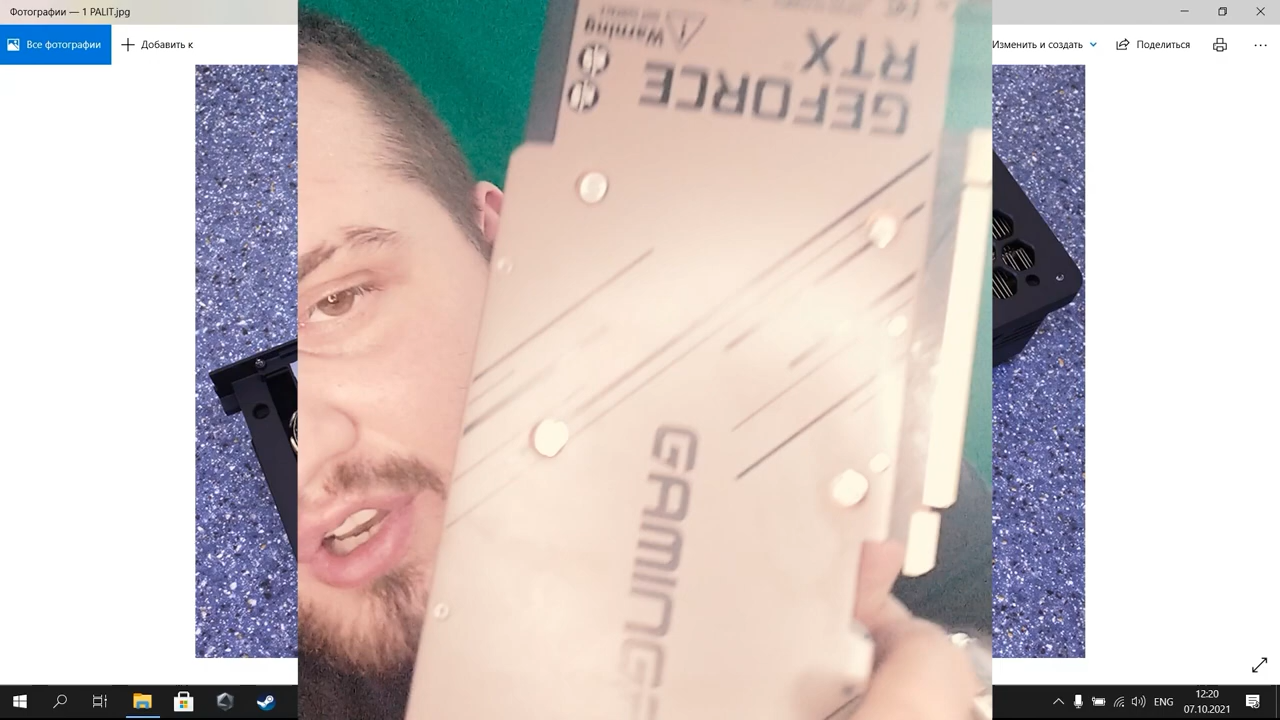 Фотографии — 1 PALIT.jpg
Все фотографии
Добавить к
Изменить и создать
Поделиться
Warning
GEFORCE
RTX
GAMING
ENG
12:20
07.10.2021